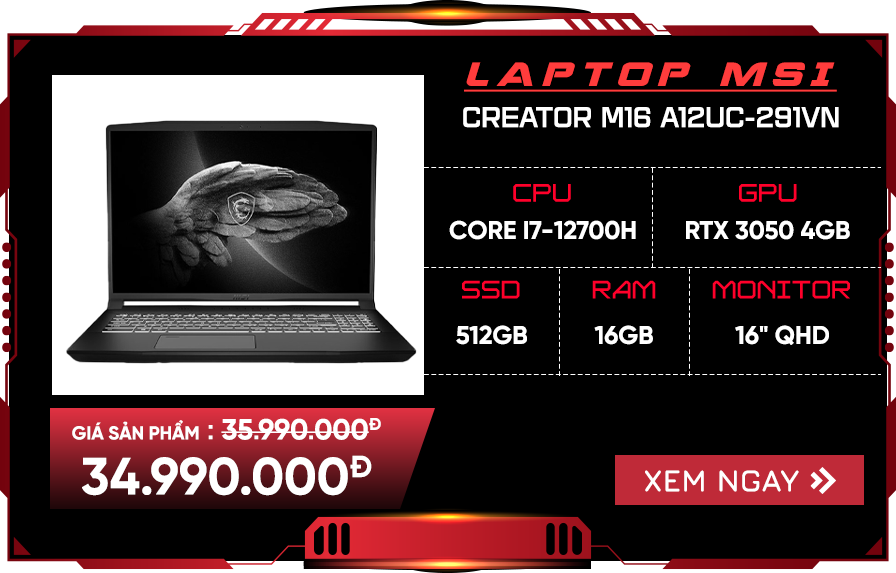 LAPTOP MSI
CREATOR M16 A12UC-291VN
CPU
CORE I7-12700H
GPU
RTX 3050 4GB
SSD
512GB
RAM
16GB
MONITOR
16" QHD
GIÁ SẢN PHẨM : 35.990.000Đ
34.990.000Đ
XEM NGAY